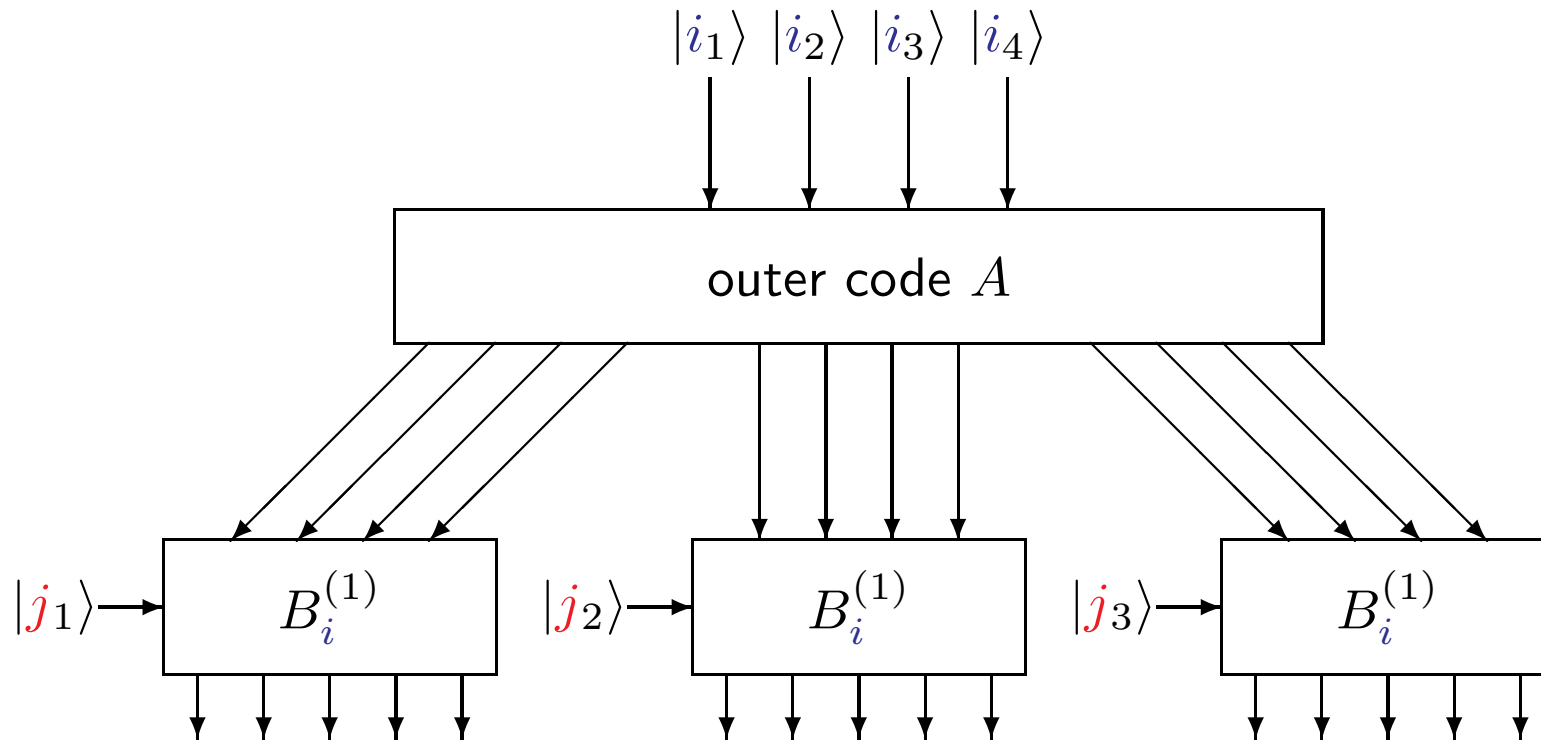 |i₁⟩ |i₂⟩ |i₃⟩ |i₄⟩
outer code A
|j₁⟩ B_i^{(1)} |j₂⟩ B_i^{(1)} |j₃⟩ B_i^{(1)}